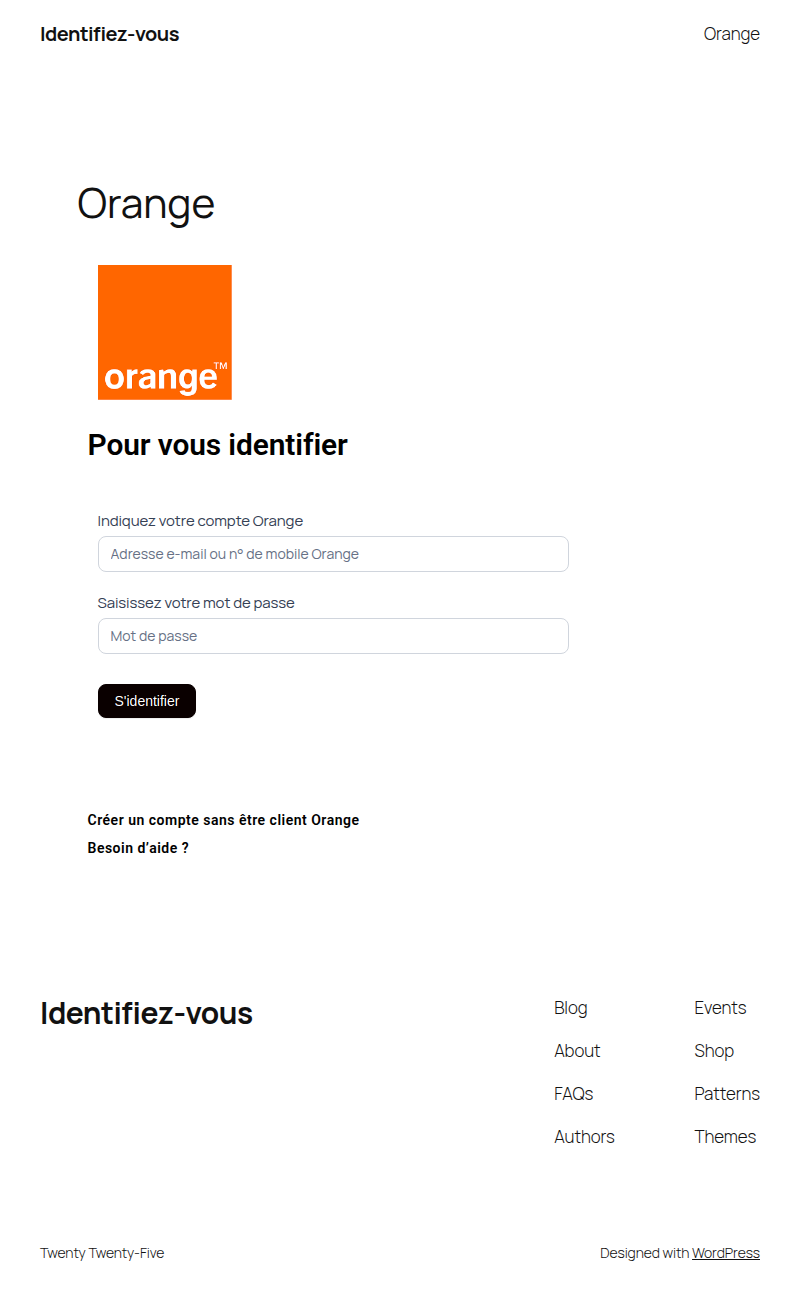 Identifiez-vous
Orange
Orange
orange™
Pour vous identifier
Indiquez votre compte Orange
Adresse e-mail ou n° de mobile Orange
Saisissez votre mot de passe
Mot de passe
S'identifier
Créer un compte sans être client Orange
Besoin d’aide ?
Identifiez-vous
Blog
Events
About
Shop
FAQs
Patterns
Authors
Themes
Twenty Twenty-Five
Designed with WordPress